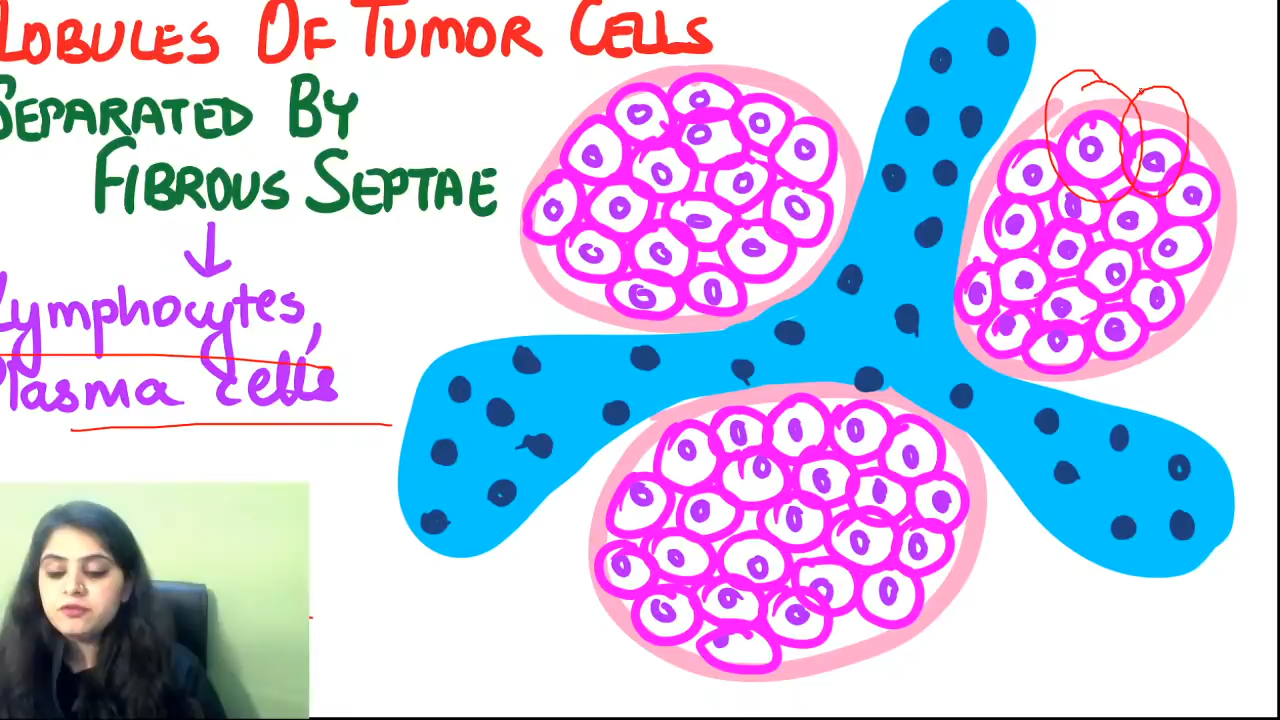 LOBULES OF TUMOR CELLS
SEPARATED BY
FIBROUS SEPTAE
Lymphocytes,
Plasma cells